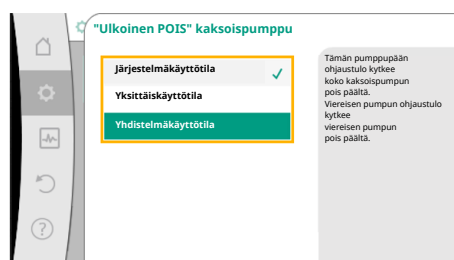 "Ulkoinen POIS" kaksoispumppu
Järjestelmäkäyttötila
Yksittäiskäyttötila
Yhdistelmäkäyttötila
Tämän pumppupään
ohjaustulo kytkee
koko kaksoispumpun
pois päältä.
Viereisen pumpun ohjaustulo
kytkee
viereisen pumpun
pois päältä.